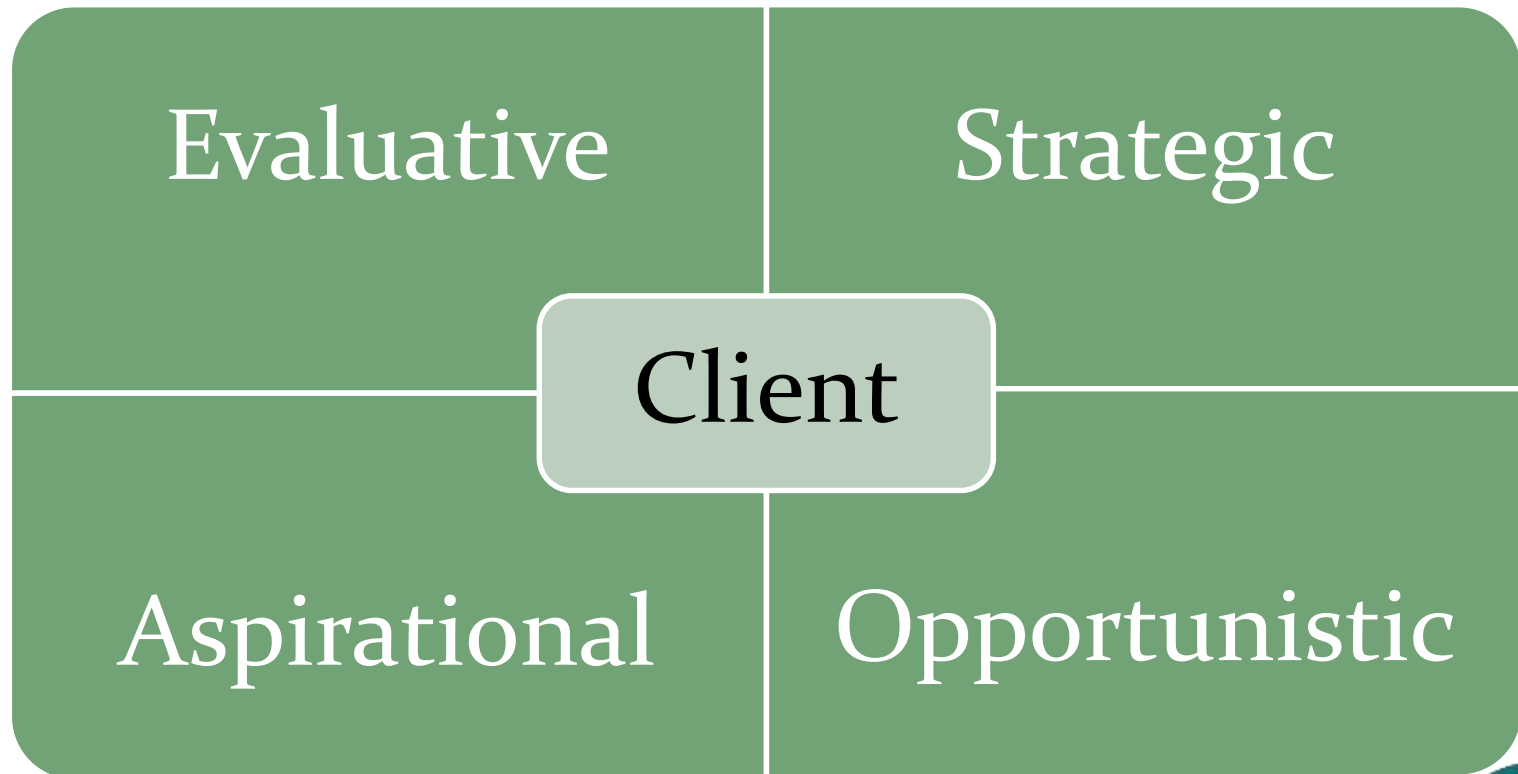 Evaluative
Strategic
Client
Aspirational
Opportunistic